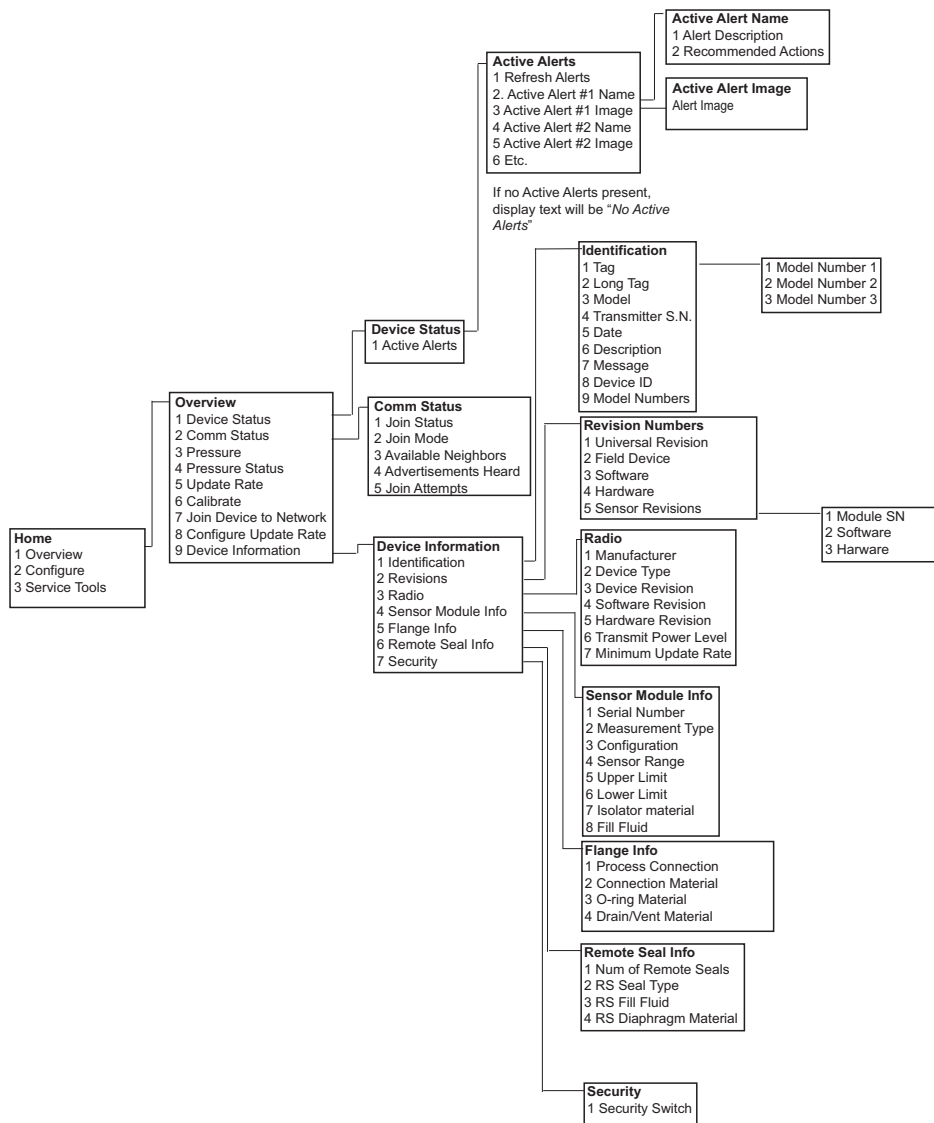 Active Alert Name
1 Alert Description
2 Recommended Actions
Active Alerts
1 Refresh Alerts
2. Active Alert #1 Name
3 Active Alert #1 Image
4 Active Alert #2 Name
5 Active Alert #2 Image
6 Etc.
Active Alert Image
Alert Image
If no Active Alerts present,
display text will be “No Active
Alerts”
Identification
1 Tag
2 Long Tag
3 Model
4 Transmitter S.N.
5 Date
6 Description
7 Message
8 Device ID
9 Model Numbers
1 Model Number 1
2 Model Number 2
3 Model Number 3
Device Status
1 Active Alerts
Overview
1 Device Status
2 Comm Status
3 Pressure
4 Pressure Status
5 Update Rate
6 Calibrate
7 Join Device to Network
8 Configure Update Rate
9 Device Information
Comm Status
1 Join Status
2 Join Mode
3 Available Neighbors
4 Advertisements Heard
5 Join Attempts
Revision Numbers
1 Universal Revision
2 Field Device
3 Software
4 Hardware
5 Sensor Revisions
1 Module SN
2 Software
3 Harware
Home
1 Overview
2 Configure
3 Service Tools
Device Information
1 Identification
2 Revisions
3 Radio
4 Sensor Module Info
5 Flange Info
6 Remote Seal Info
7 Security
Radio
1 Manufacturer
2 Device Type
3 Device Revision
4 Software Revision
5 Hardware Revision
6 Transmit Power Level
7 Minimum Update Rate
Sensor Module Info
1 Serial Number
2 Measurement Type
3 Configuration
4 Sensor Range
5 Upper Limit
6 Lower Limit
7 Isolator material
8 Fill Fluid
Flange Info
1 Process Connection
2 Connection Material
3 O-ring Material
4 Drain/Vent Material
Remote Seal Info
1 Num of Remote Seals
2 RS Seal Type
3 RS Fill Fluid
4 RS Diaphragm Material
Security
1 Security Switch